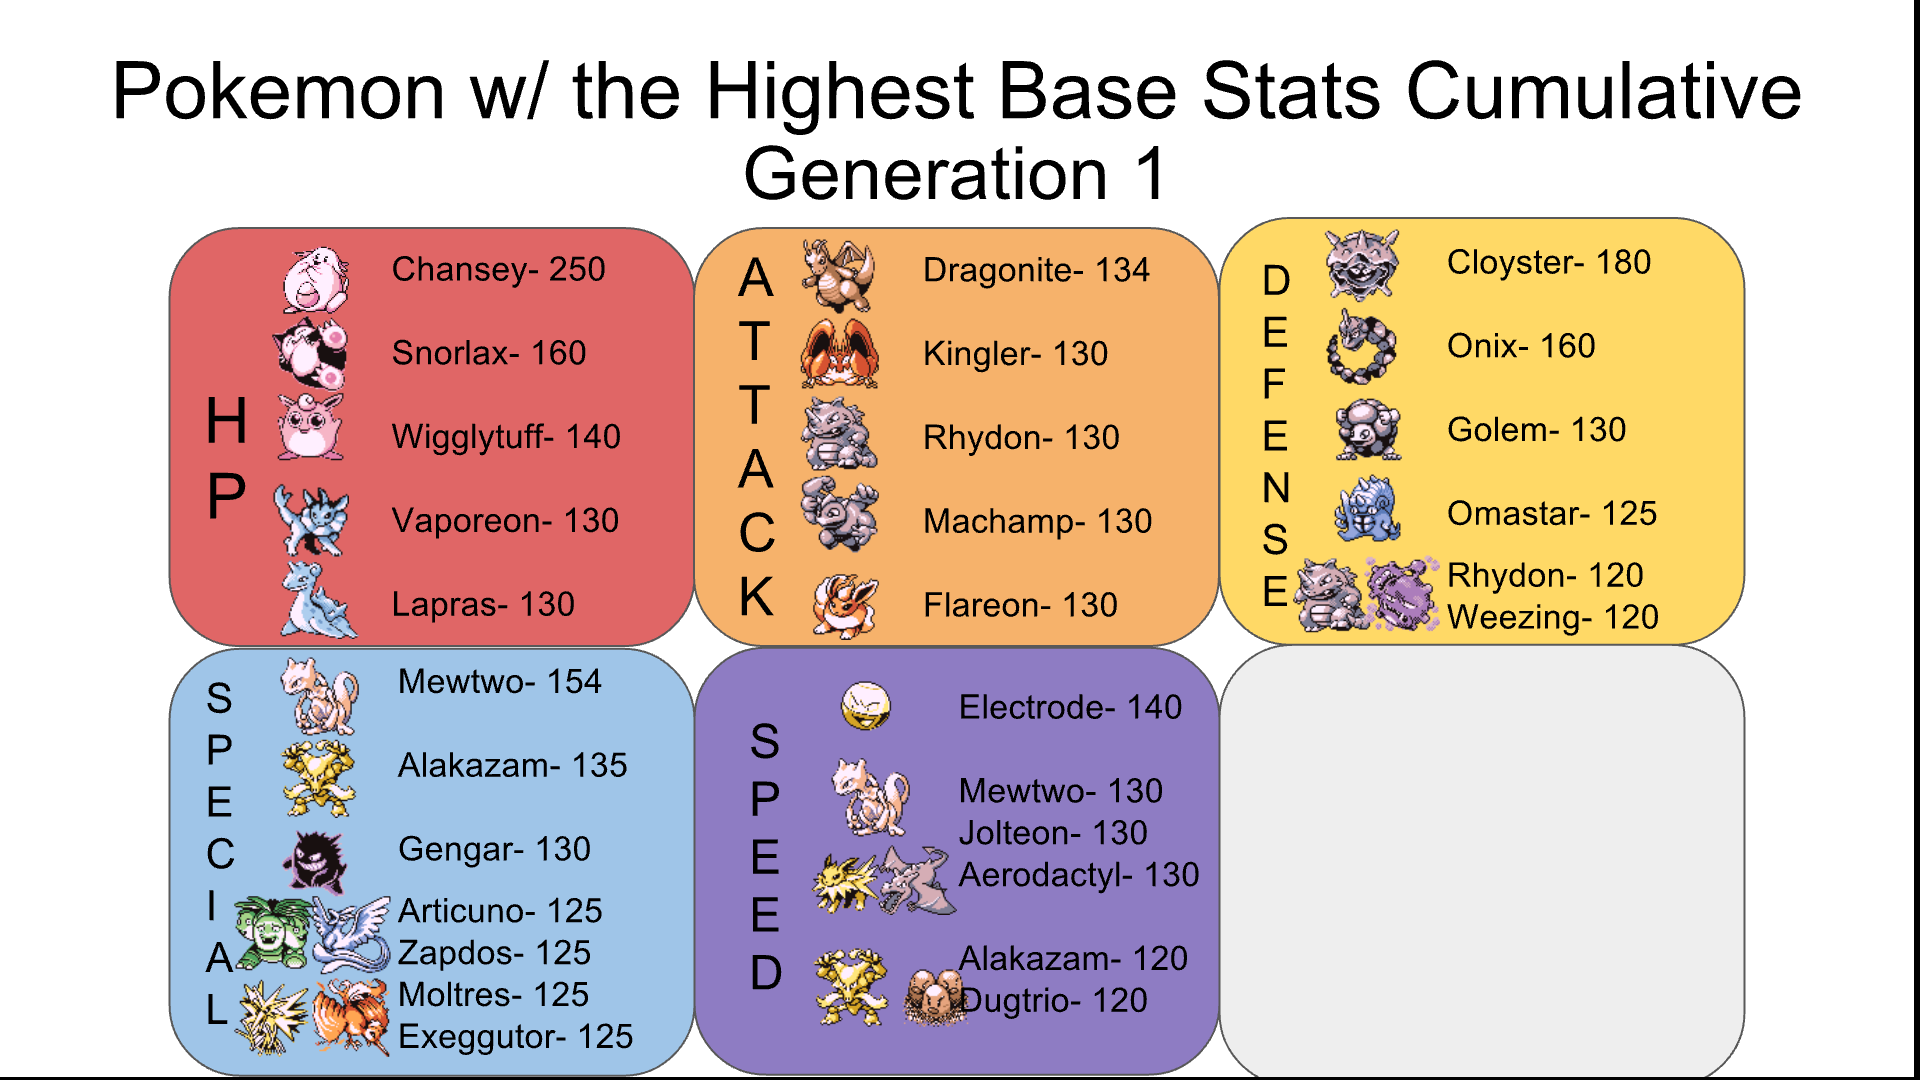 Pokemon w/ the Highest Base Stats Cumulative
Generation 1
HP
Chansey- 250
Snorlax- 160
Wigglytuff- 140
Vaporeon- 130
Lapras- 130
ATTACK
Dragonite- 134
Kingler- 130
Rhydon- 130
Machamp- 130
Flareon- 130
DEFENSE
Cloyster- 180
Onix- 160
Golem- 130
Omastar- 125
Rhydon- 120
Weezing- 120
SPECIAL
Mewtwo- 154
Alakazam- 135
Gengar- 130
Articuno- 125
Zapdos- 125
Moltres- 125
Exeggutor- 125
SPEED
Electrode- 140
Mewtwo- 130
Jolteon- 130
Aerodactyl- 130
Alakazam- 120
Dugtrio- 120